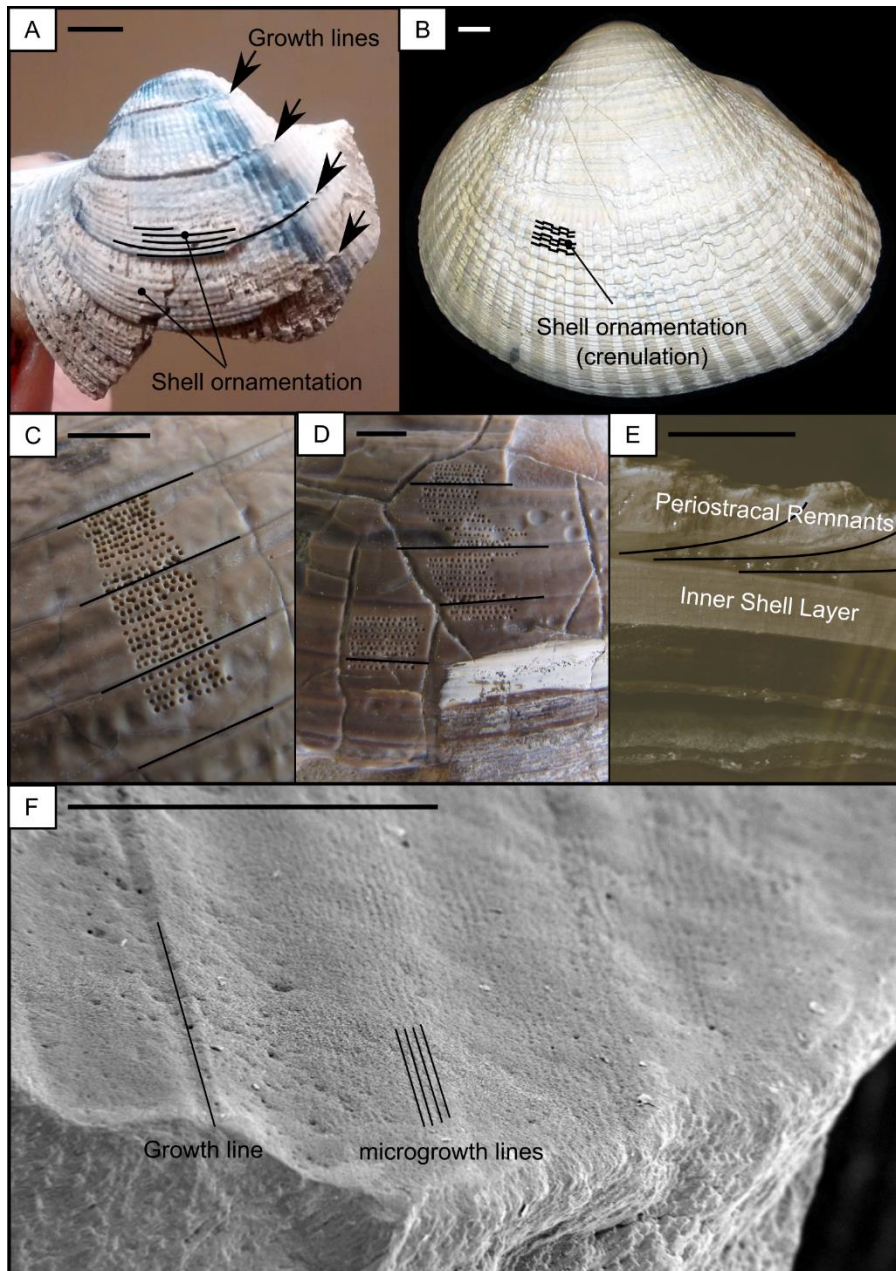 A
Growth lines
Shell ornamentation
B
Shell ornamentation
(crenulation)
C
D
E
Periostracal Remnants
Inner Shell Layer
F
Growth line
microgrowth lines